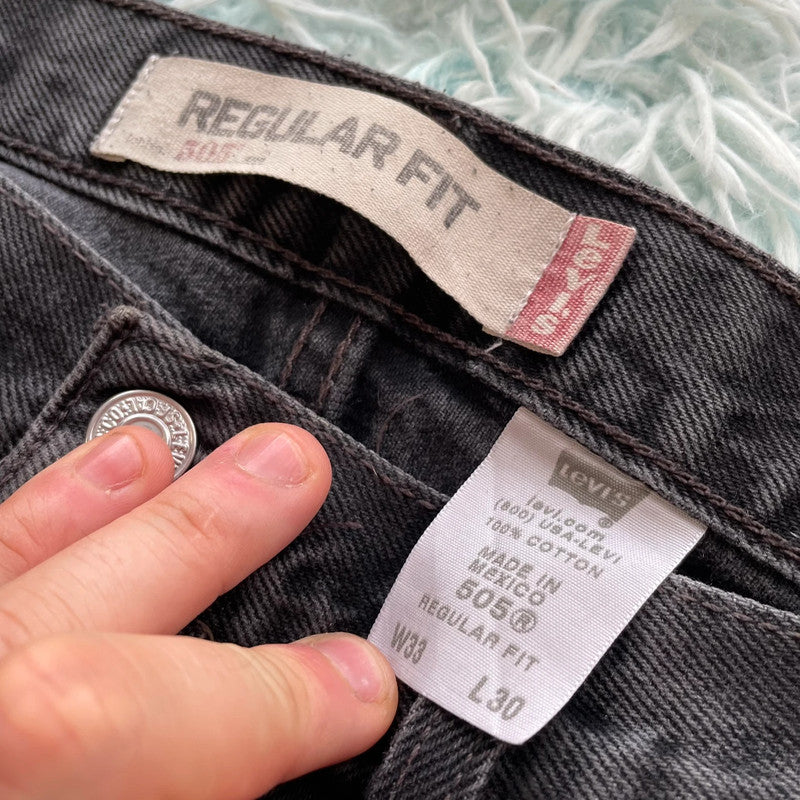 REGULAR FIT
505
Levi's
Levi's ®
levi.com
(800) USA-LEVI
100% COTTON
MADE IN
MEXICO
505®
REGULAR FIT
W33 L30